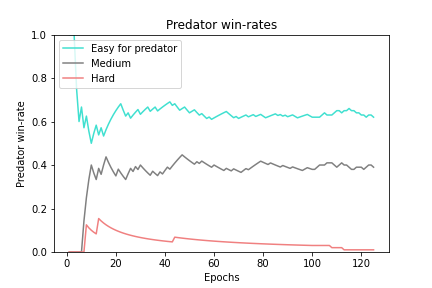 Predator win-rates
Easy for predator
Medium
Hard
Predator win-rate
1.0
0.8
0.6
0.4
0.2
0.0
0 20 40 60 80 100 120
Epochs